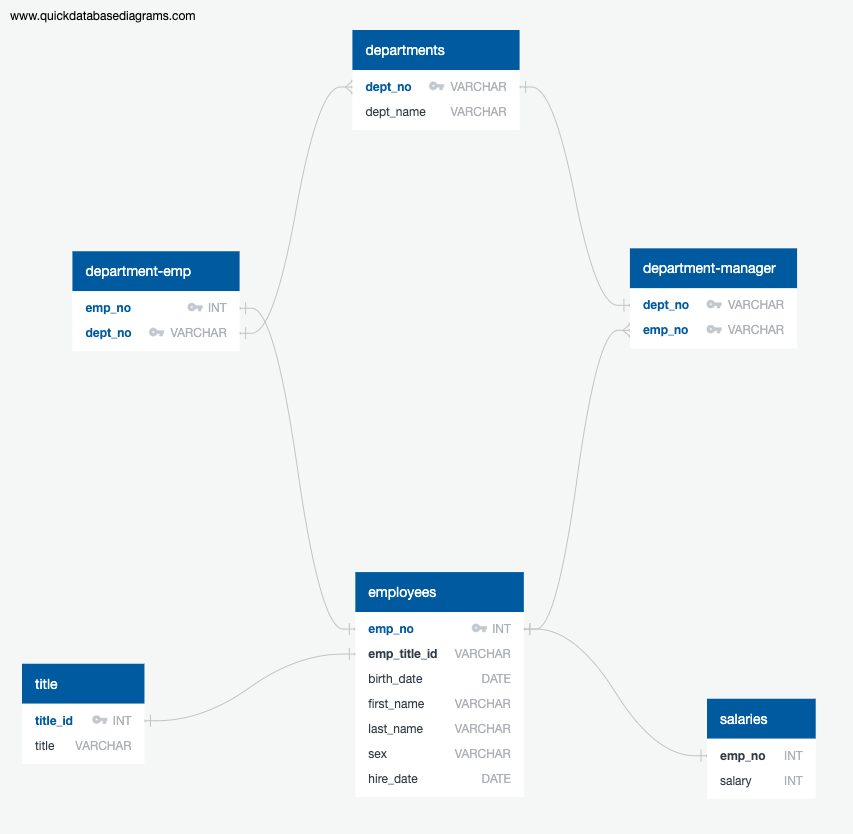 www.quickdatabasediagrams.com
departments
dept_no VARCHAR
dept_name VARCHAR
department-emp
emp_no INT
dept_no VARCHAR
department-manager
dept_no VARCHAR
emp_no VARCHAR
employees
emp_no INT
emp_title_id VARCHAR
birth_date DATE
first_name VARCHAR
last_name VARCHAR
sex VARCHAR
hire_date DATE
title
title_id INT
title VARCHAR
salaries
emp_no INT
salary INT